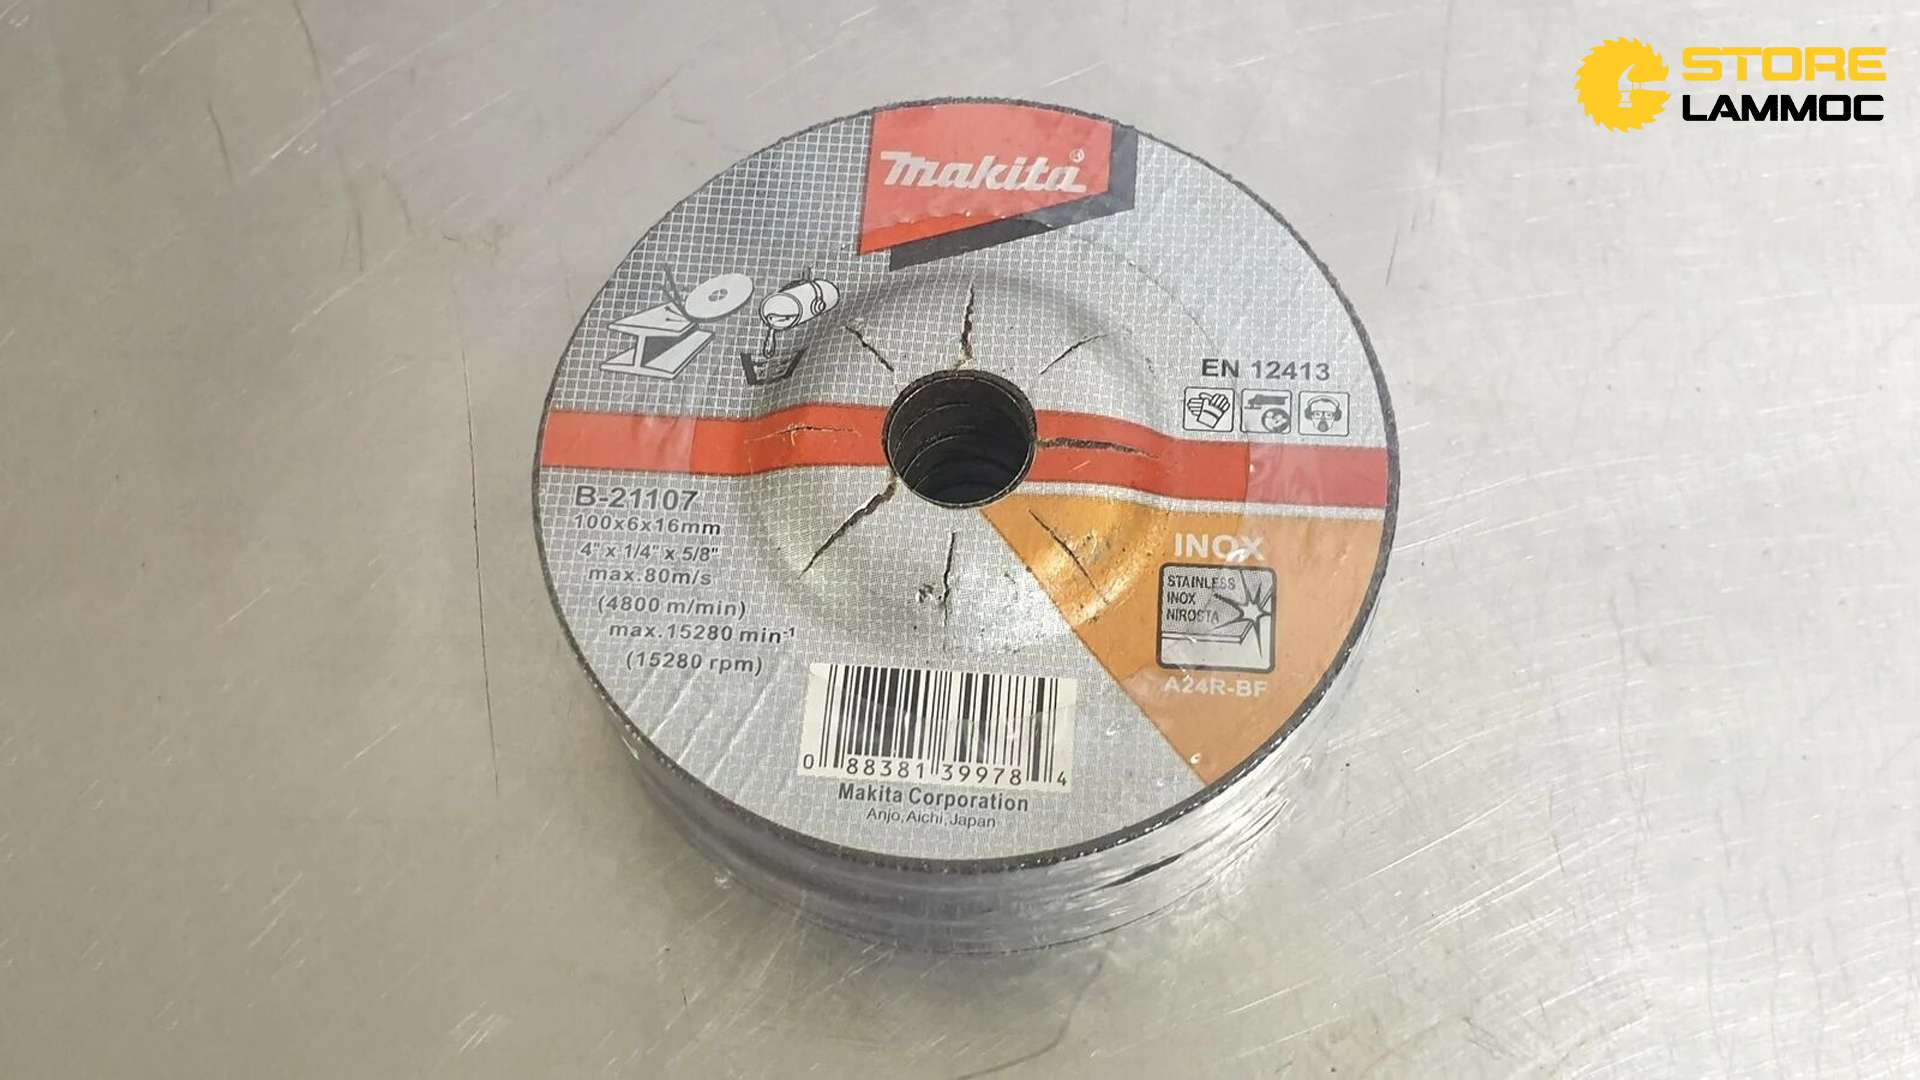 STORE
LAMMOC
makita®
EN 12413
B-21107
100x6x16mm
4" x 1/4" x 5/8"
max.80m/s
(4800 m/min)
max.15280 min-1
(15280 rpm)
INOX
STAINLESS
INOX
NIROSTA
A24R-BF
0 88381 39978 4
Makita Corporation
Anjo, Aichi, Japan